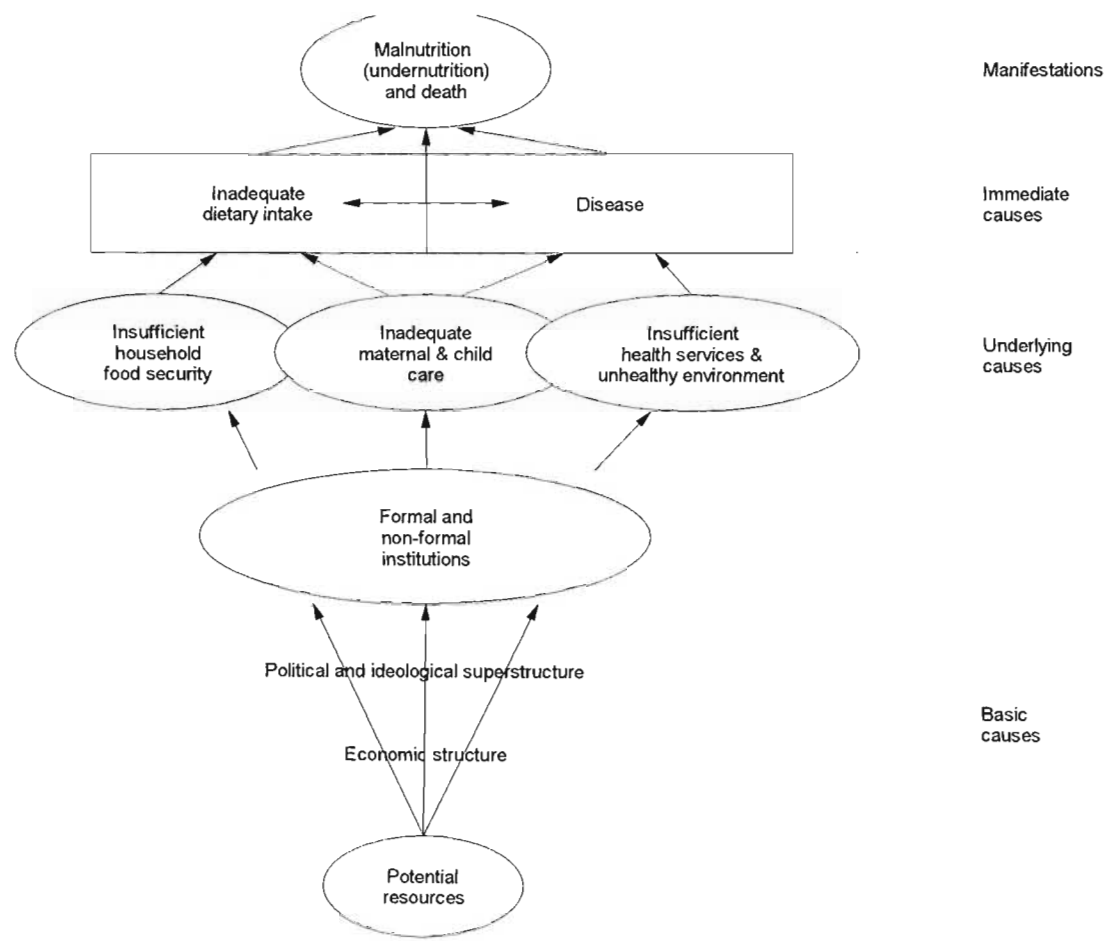 Malnutrition
(undernutrition)
and death
Manifestations
Inadequate
dietary intake
Disease
Immediate
causes
Insufficient
household
food security
Inadequate
maternal & child
care
Insufficient
health services &
unhealthy environment
Underlying
causes
Formal and
non-formal
institutions
Political and ideological superstructure
Economic structure
Basic
causes
Potential
resources